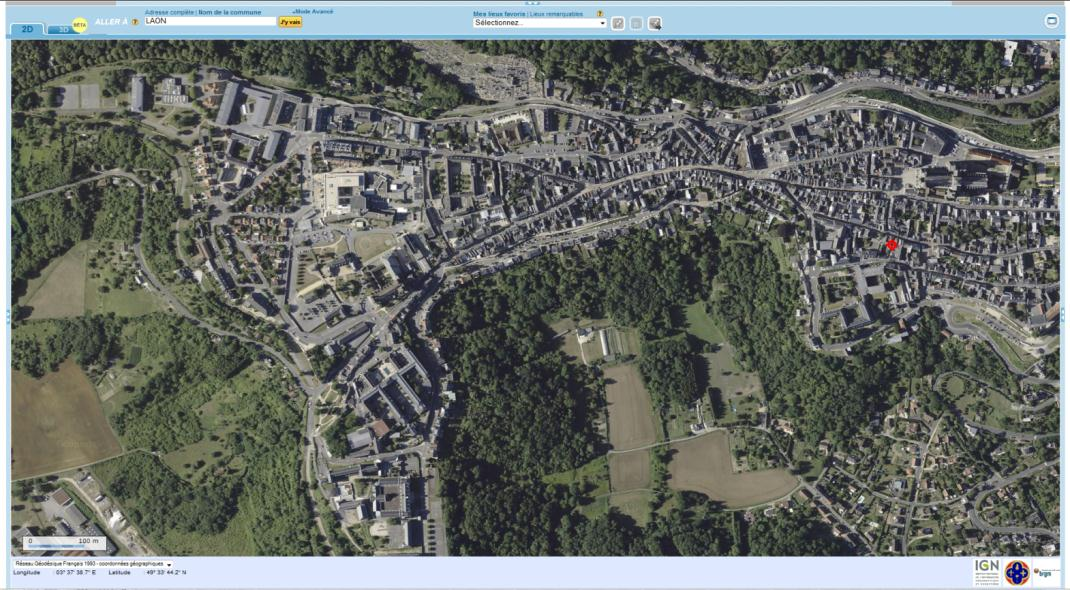 2D
3D
BÉTA
ALLER À ?
Adresse complète | Nom de la commune
Mode Avancé
LAON
J'y vais
Mes lieux favoris | Lieux remarquables ?
Sélectionnez...
0 100 m
Réseau Géodésique Français 1993 - coordonnées géographiques
Longitude : 03° 37' 38.7" E Latitude : 49° 33' 44.2" N
IGN
brgm